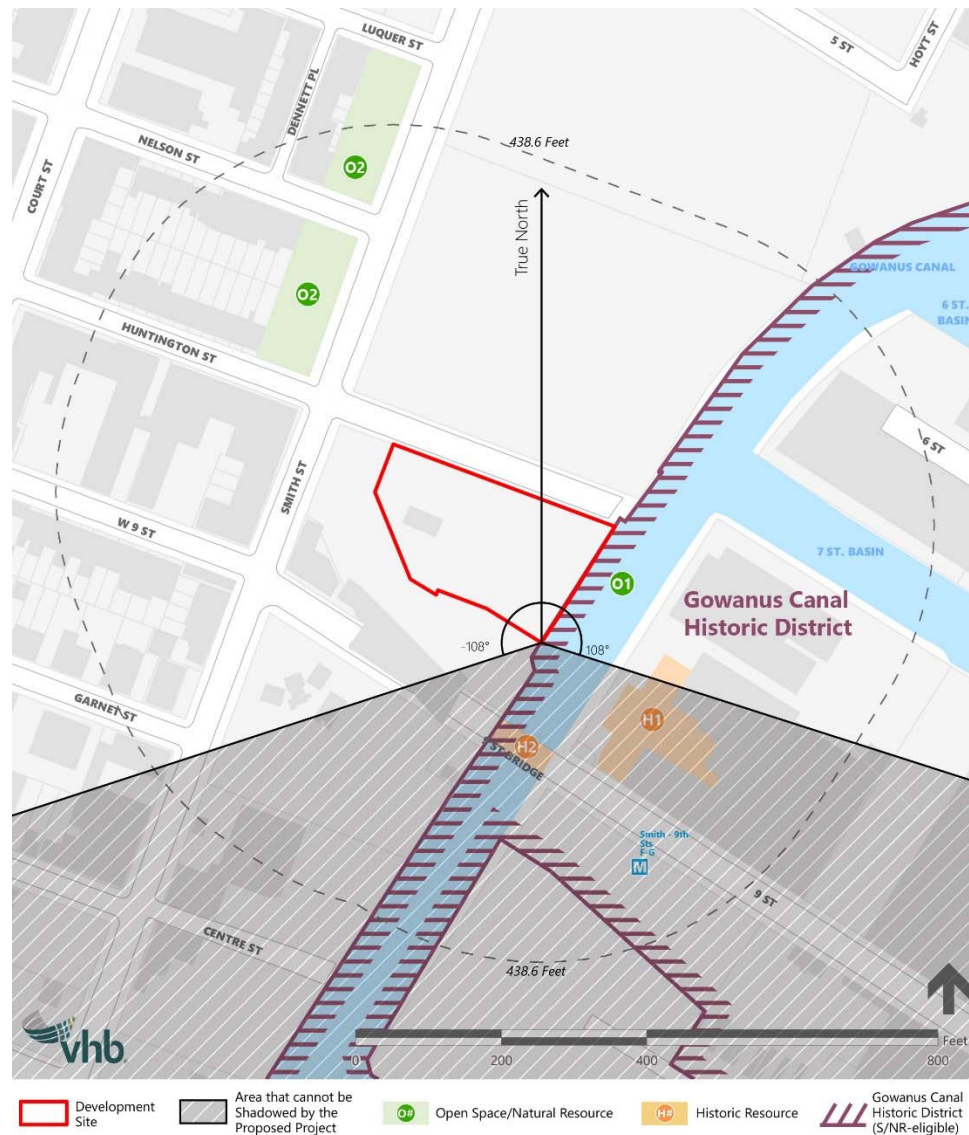 LUQUER ST
5 ST
HOYT ST
DENNETT PL
438.6 Feet
NELSON ST
O2
COURT ST
True North
GOWANUS CANAL
O2
6 ST.
BASIN
HUNTINGTON ST
6 ST
SMITH ST
W 9 ST
7 ST. BASIN
O1
Gowanus Canal
Historic District
-108°
108°
GARNET ST
H1
H2
9 ST BRIDGE
Smith - 9th
Sts
F-G
M
9 ST
CENTRE ST
438.6 Feet
vhb
Feet
0
200
400
800
Development
Site
Area that cannot be
Shadowed by the
Proposed Project
O#
Open Space/Natural Resource
H#
Historic Resource
Gowanus Canal
Historic District
(S/NR-eligible)